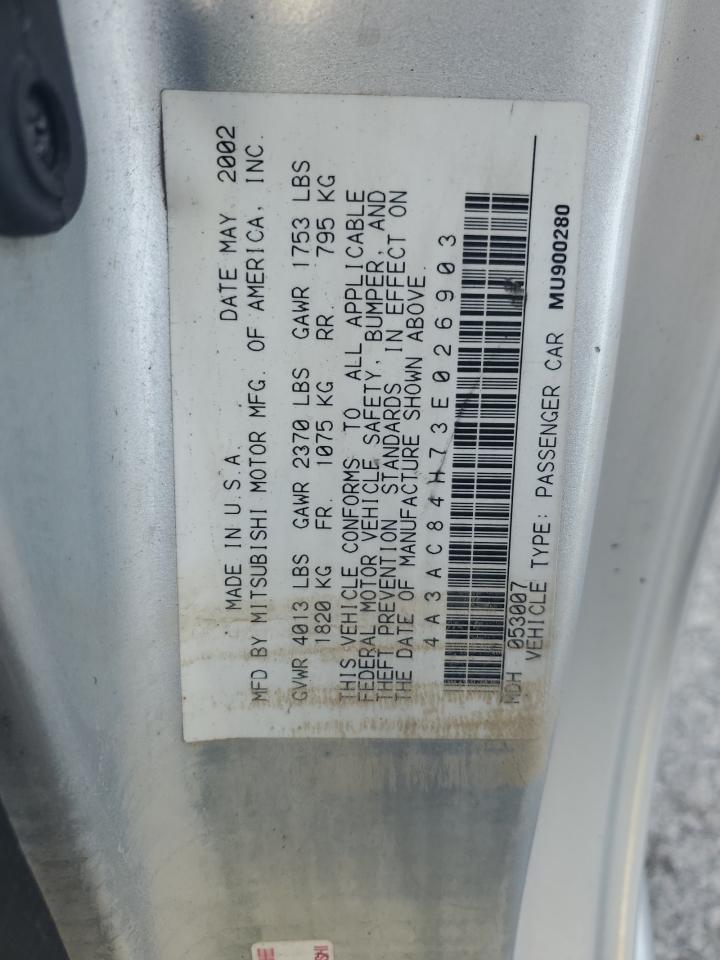 MADE IN U.S.A. DATE MAY, 2002
MFD BY MITSUBISHI MOTOR MFG. OF AMERICA, INC.
GVWR 4013 LBS GAWR 2370 LBS GAWR 1753 LBS
1820 KG FR. 1075 KG RR. 795 KG
THIS VEHICLE CONFORMS TO ALL APPLICABLE
FEDERAL MOTOR VEHICLE SAFETY, BUMPER, AND
THEFT PREVENTION STANDARDS IN EFFECT ON
THE DATE OF MANUFACTURE SHOWN ABOVE.
4A3AC84H73E026903
MDH 053007
VEHICLE TYPE: PASSENGER CAR MU900280